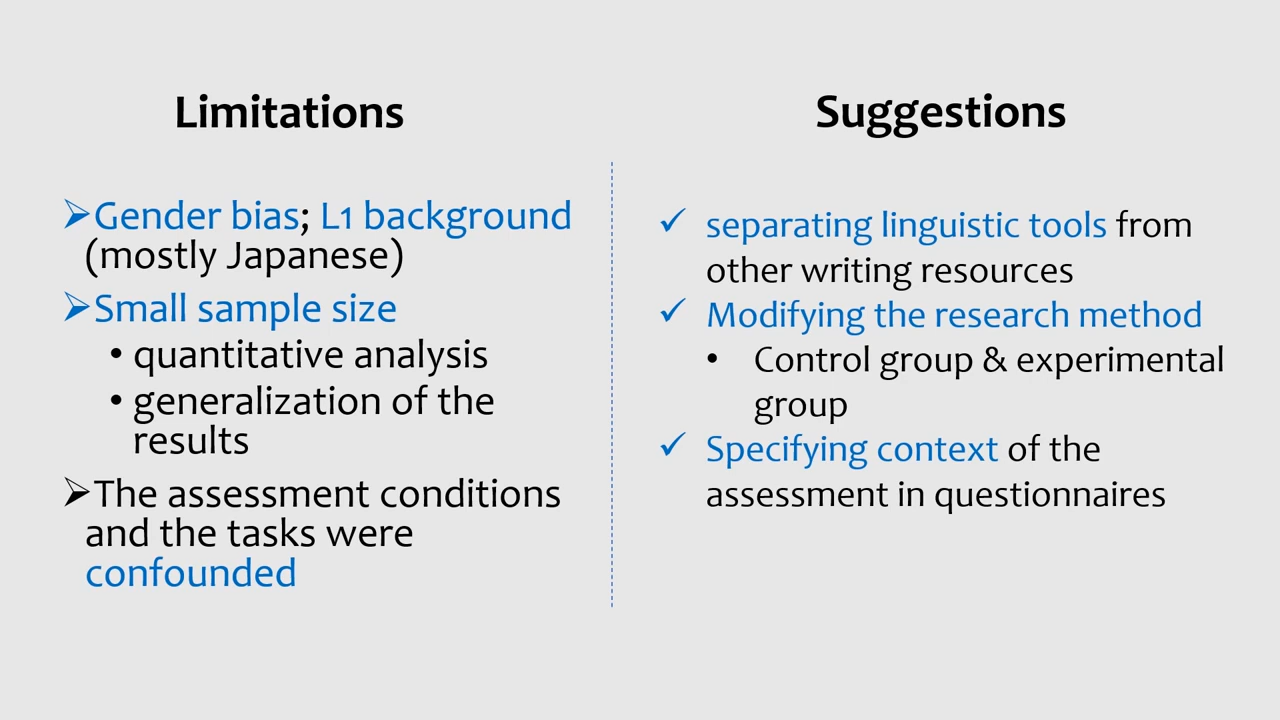 Limitations
➢Gender bias; L1 background
(mostly Japanese)
➢Small sample size
• quantitative analysis
• generalization of the
results
➢The assessment conditions
and the tasks were
confounded
Suggestions
✓ separating linguistic tools from
other writing resources
✓ Modifying the research method
• Control group & experimental
group
✓ Specifying context of the
assessment in questionnaires